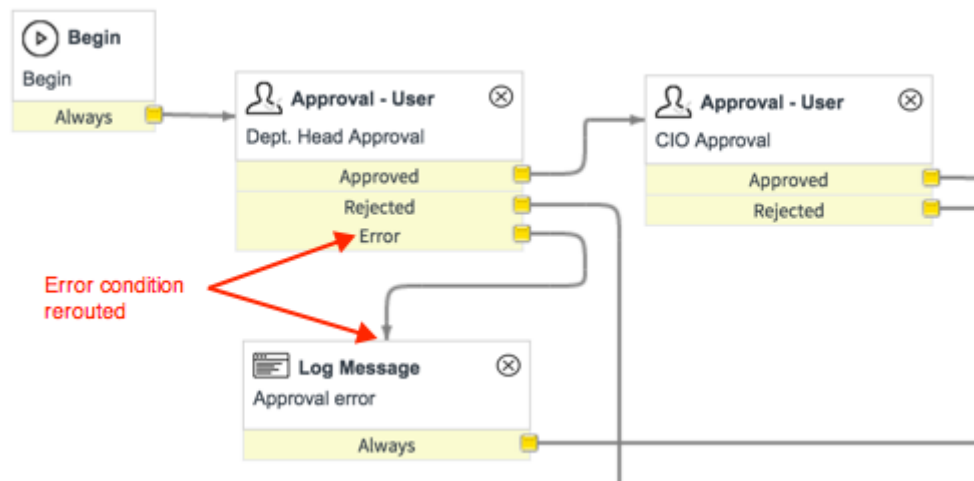 Begin
Begin
Always
Approval - User
Dept. Head Approval
Approved
Rejected
Error
Approval - User
CIO Approval
Approved
Rejected
Error condition
rerouted
Log Message
Approval error
Always